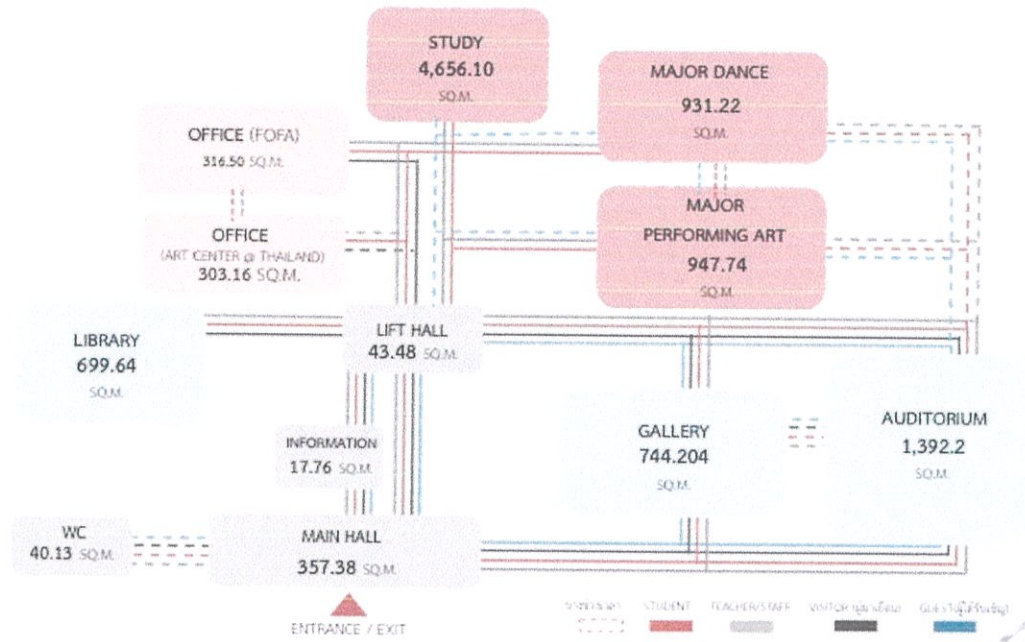 STUDY
4,656.10
SQ.M.
MAJOR DANCE
931.22
SQ.M.
OFFICE (FOFA)
316.50 SQ.M.
MAJOR
PERFORMING ART
947.74
SQ.M.
OFFICE
(ART CENTER @ THAILAND)
303.16 SQ.M.
LIBRARY
699.64
SQ.M.
LIFT HALL
43.48 SQ.M.
GALLERY
744.204
SQ.M.
AUDITORIUM
1,392.2
SQ.M.
INFORMATION
17.76 SQ.M.
WC
40.13 SQ.M.
MAIN HALL
357.38 SQ.M.
ENTRANCE / EXIT
STUDENT
TEACHER/STAFF
VISITOR